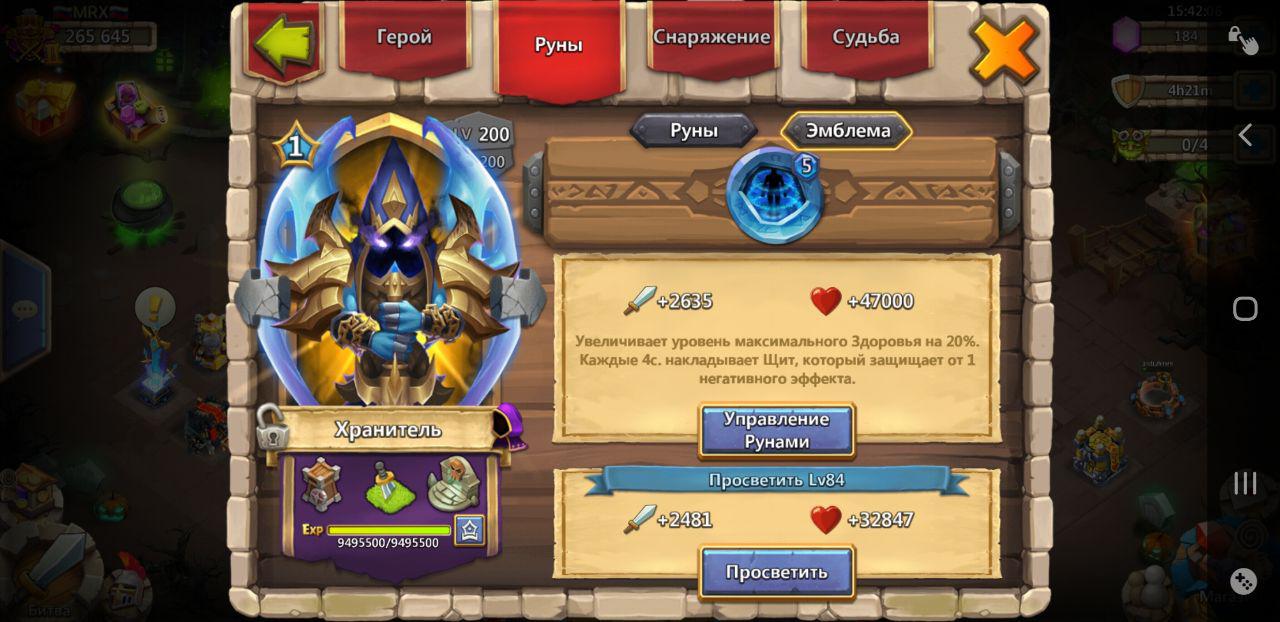 MRX
265 645
Герой
Руны
Снаряжение
Судьба
15:42:06
184
4h21m
0/4
1
LV 200
200
Руны
Эмблема
5
+2635
+47000
Увеличивает уровень максимального Здоровья на 20%.
Каждые 4с. накладывает Щит, который защищает от 1
негативного эффекта.
Управление
Рунами
Хранитель
Просветить Lv84
+2481
+32847
Exp
9495500/9495500
Просветить
Битва